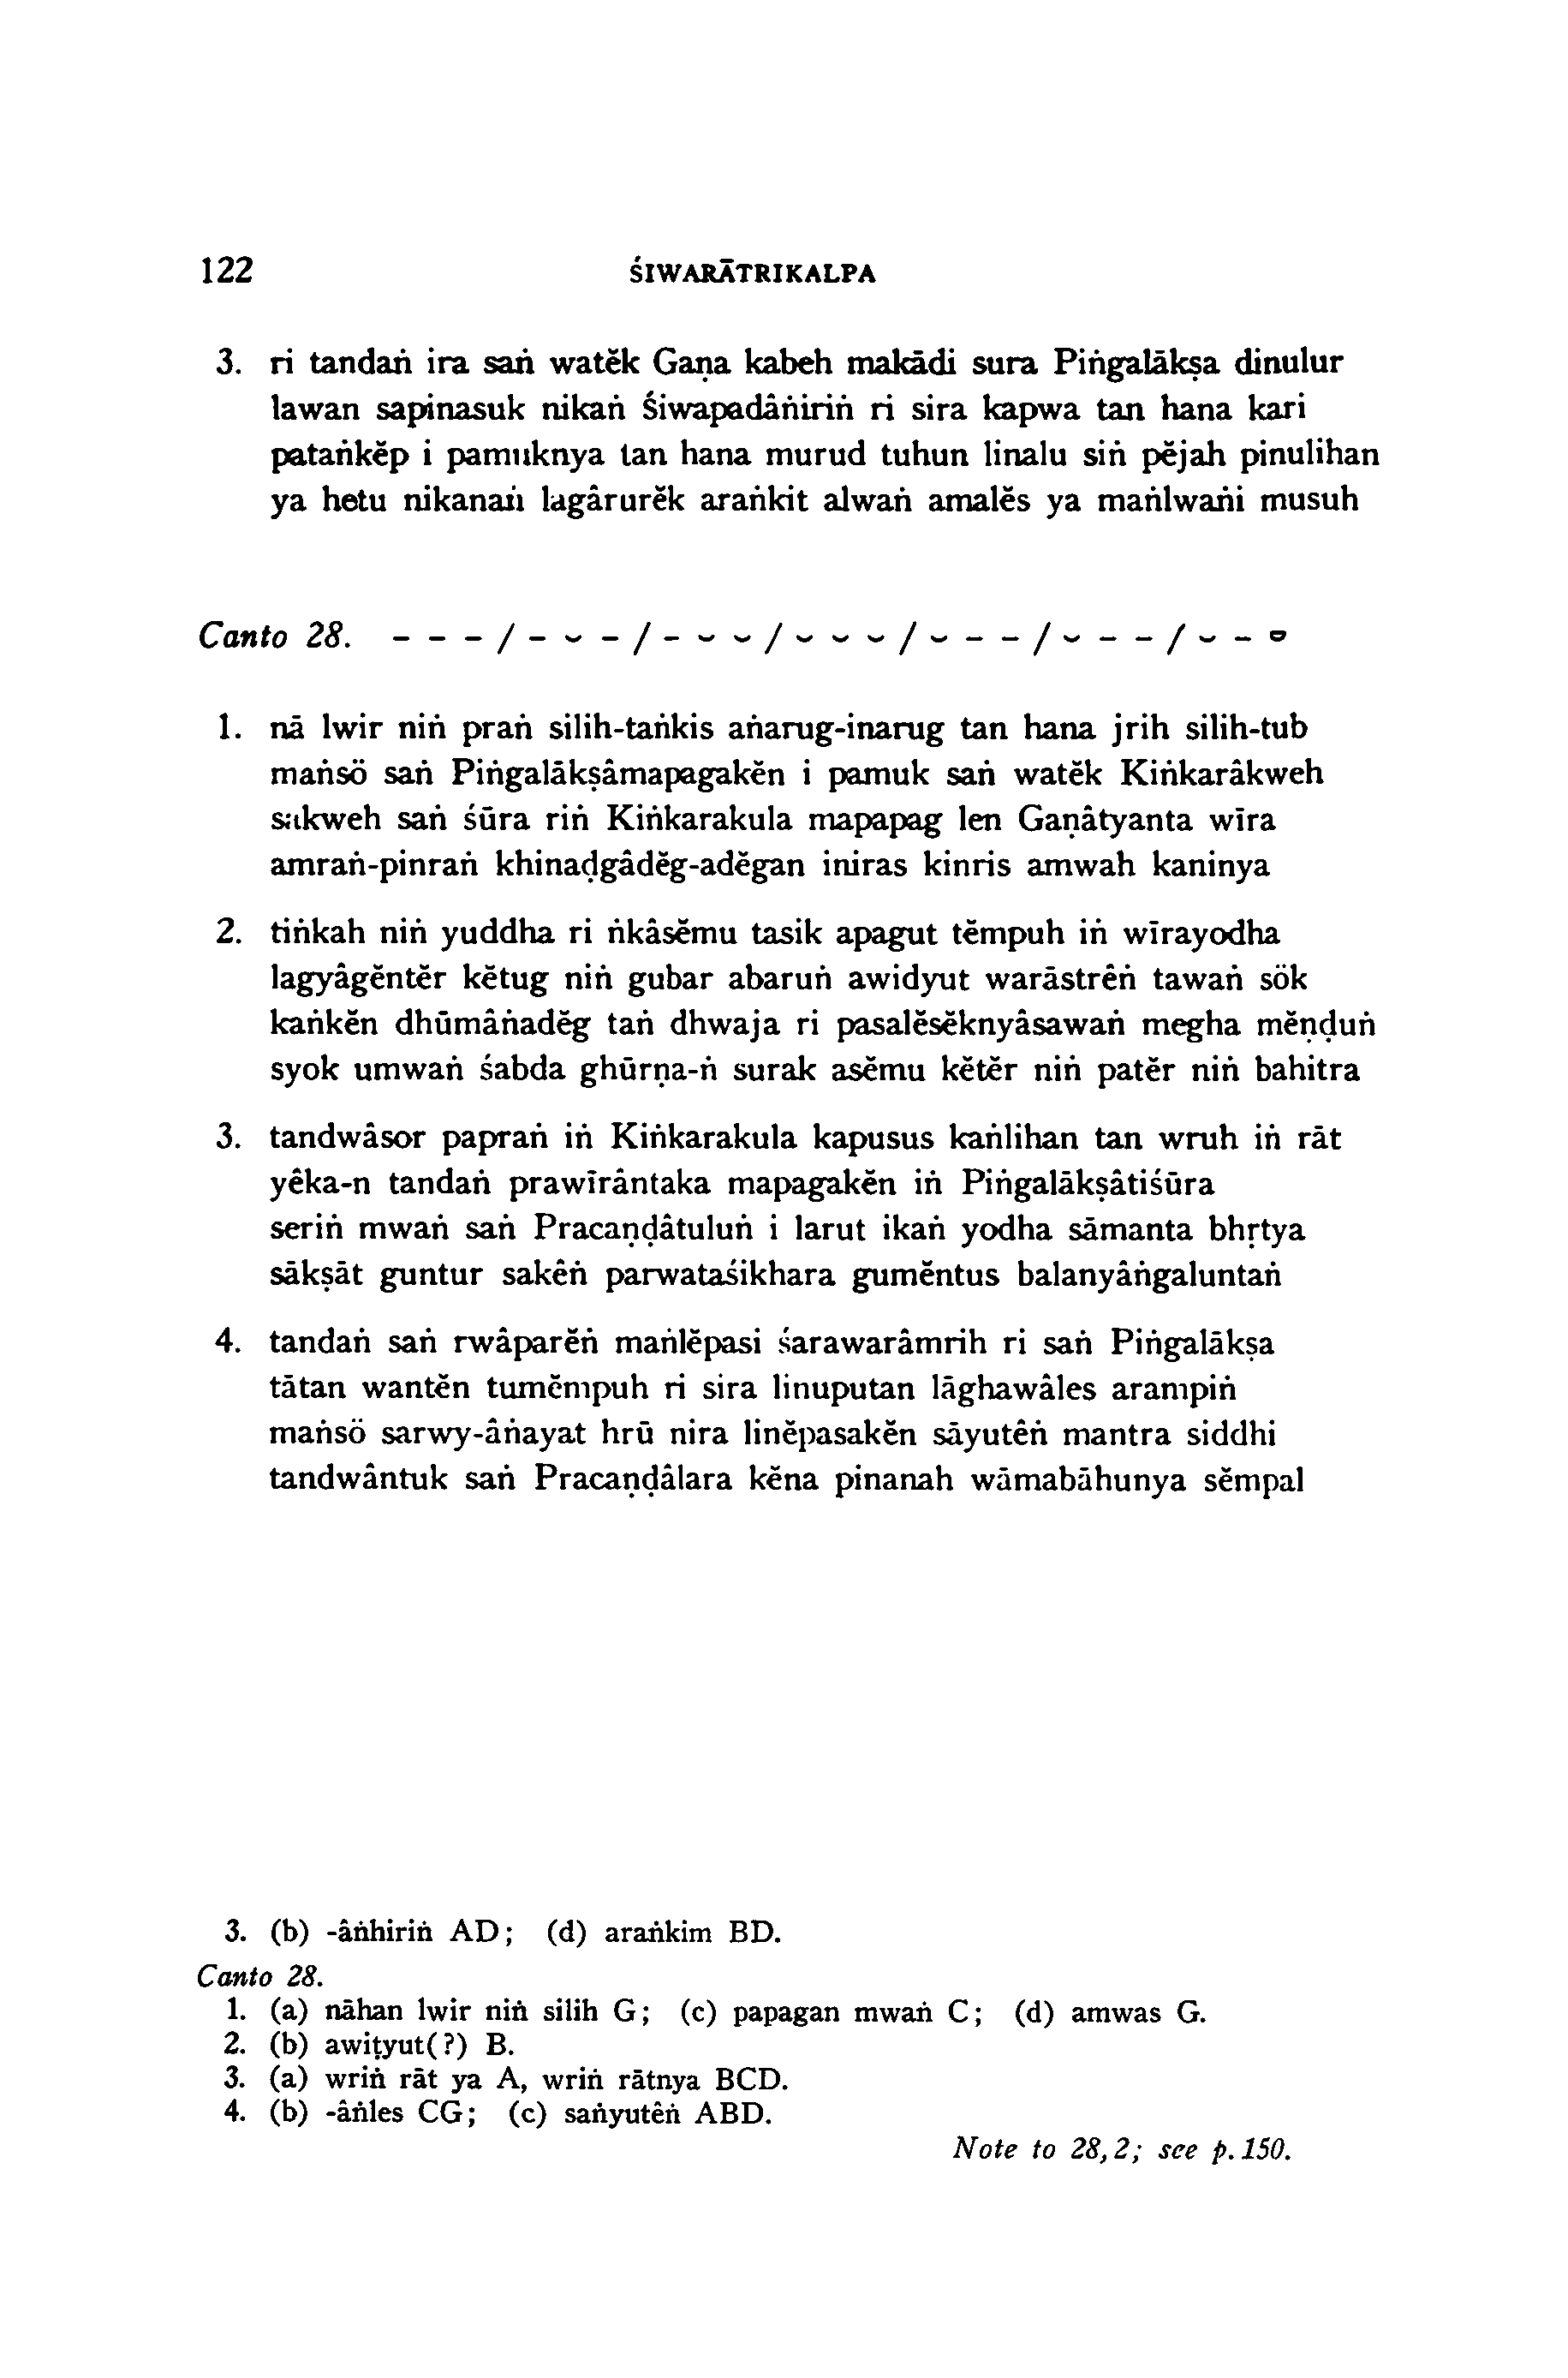 122 ŚIWARĀTRIKALPA
3. ri tandaṅ ira saṅ watĕk Gaṇa kabeh makādi sura Piṅgalākṣa dinulur
lawan sapinasuk nikaṅ Śiwapadâṅiriṅ ri sira kapwa tan hana kari
pataṅkĕp i pamuknya tan hana murud tuhun linalu siṅ pĕjah pinulihan
ya hetu nikanaṅ lagârurĕk araṅkit alwaṅ amalĕs ya maṅlwaṅi musuh
Canto 28. – – – / – ⏑ – / – ⏑ ⏑ / ⏑ ⏑ ⏑ / ⏑ – – / ⏑ – – / ⏑ – ⏓
1. nā lwir niṅ praṅ silih-taṅkis aṅarug-inarug tan hana jrih silih-tub
maṅsö saṅ Piṅgalākṣâmapagakĕn i pamuk saṅ watĕk Kiṅkarâkweh
sakweh saṅ śūra riṅ Kiṅkarakula mapapag len Gaṇâtyanta wīra
amraṅ-pinraṅ khinaḍgâdĕg-adĕgan iniras kinris amwah kaninya
2. tiṅkah niṅ yuddha ri ṅkâsĕmu tasik apagut tĕmpuh iṅ wīrayodha
lagyâgĕntĕr kĕtug niṅ gubar abaruṅ awidyut warāstrêṅ tawaṅ sök
kaṅkĕn dhūmâṅadĕg taṅ dhwaja ri pasalĕsĕknyâsawaṅ megha mĕṇḍuṅ
syok umwaṅ śabda ghūrṇa-ṅ surak asĕmu kĕtĕr niṅ patĕr niṅ bahitra
3. tandwâsor papraṅ iṅ Kiṅkarakula kapusus kaṅlihan tan wruh iṅ rāt
yêka-n tandaṅ prawīrântaka mapagakĕn iṅ Piṅgalākṣâtiśūra
seriṅ mwaṅ saṅ Pracaṇḍâtuluṅ i larut ikaṅ yodha sāmanta bhṛtya
sākṣāt guntur sakêṅ parwataśikhara gumĕntus balanyâṅgaluntaṅ
4. tandaṅ saṅ rwâparĕṅ maṅlĕpasi śarawarâmrih ri saṅ Piṅgalākṣa
tātan wantĕn tumĕmpuh ri sira linuputan lāghawâles arampiṅ
maṅsö sarwy-âṅayat hrū nira linĕpasakĕn sāyutêṅ mantra siddhi
tandwântuk saṅ Pracaṇḍâlara kĕna pinanah wāmabāhunya sĕmpal
3. (b) -âṅhiriṅ AD; (d) araṅkim BD.
Canto 28.
1. (a) nāhan lwir niṅ silih G; (c) papagan mwaṅ C; (d) amwas G.
2. (b) awiṭyut(?) B.
3. (a) wriṅ rāt ya A, wriṅ rātnya BCD.
4. (b) -âṅles CG; (c) saṅyutêṅ ABD.
Note to 28,2; see p. 150.